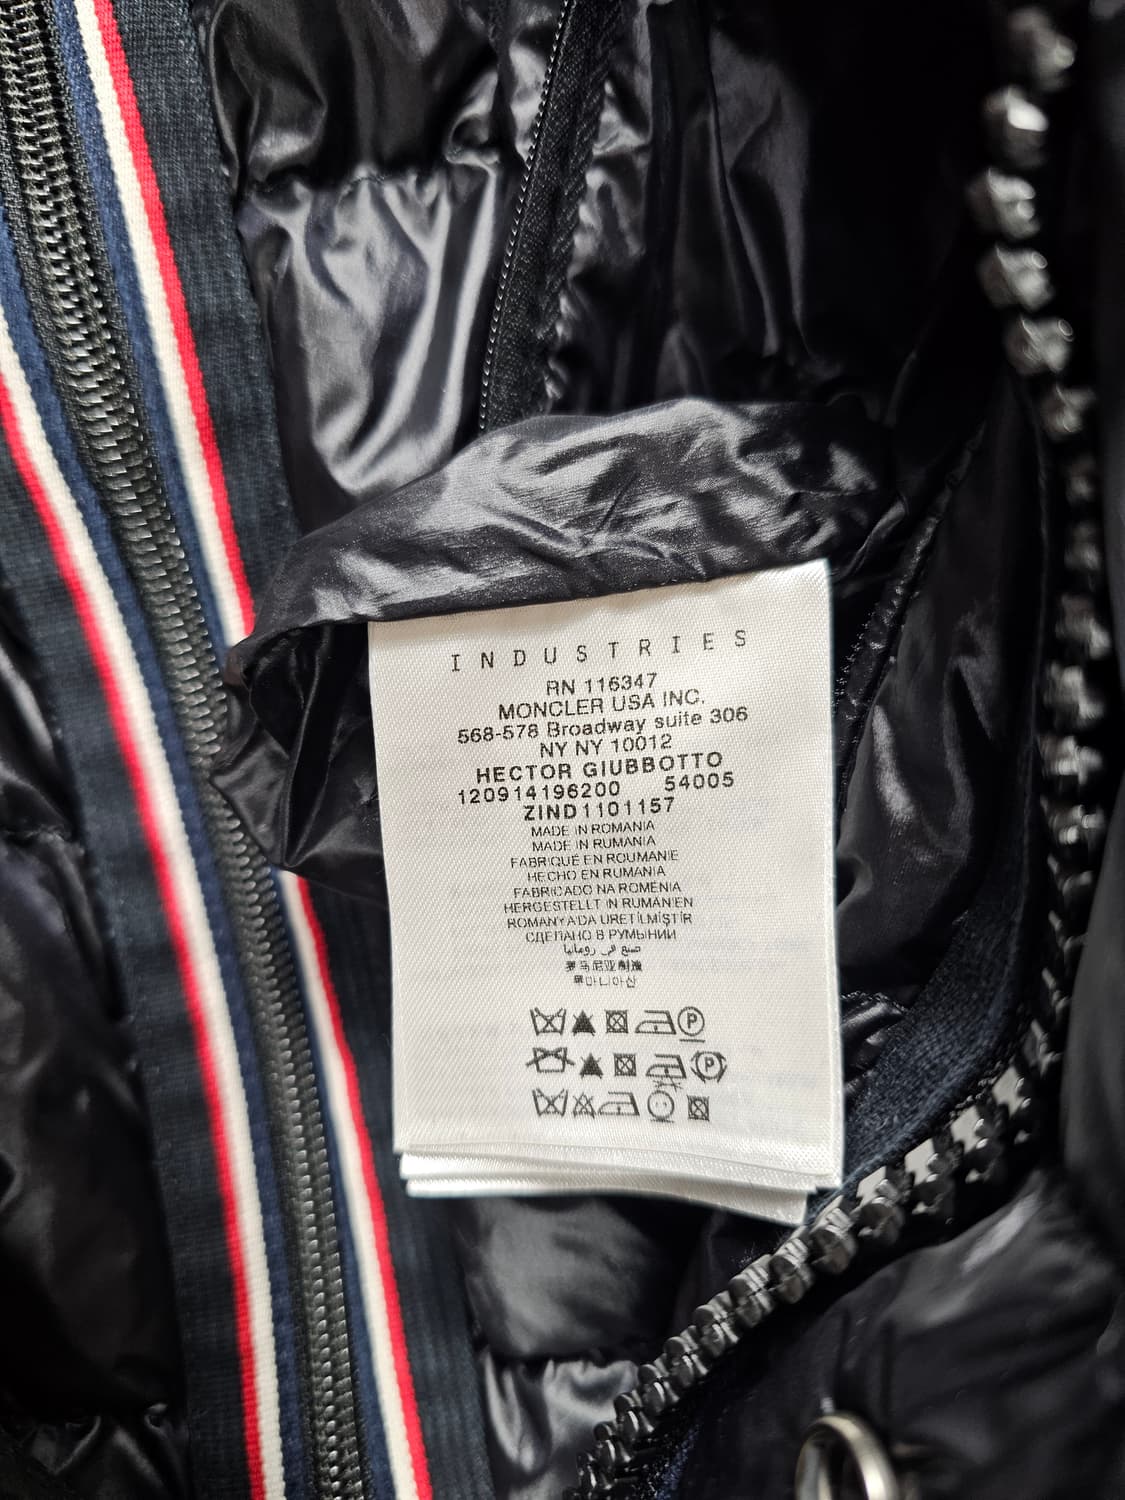 INDUSTRIES
RN 116347
MONCLER USA INC.
568-578 Broadway suite 306
NY NY 10012
HECTOR GIUBBOTTO
120914196200 54005
ZIND1101157
MADE IN ROMANIA
MADE IN RUMANIA
FABRIQUÉ EN ROUMANIE
HECHO EN RUMANIA
FABRICADO NA ROMÉNIA
HERGESTELLT IN RUMÄNIEN
ROMANYA'DA ÜRETİLMİŞTİR
СДЕЛАНО В РУМЫНИИ
صنع في رومانيا
罗马尼亚制造
루마니아산
P
P